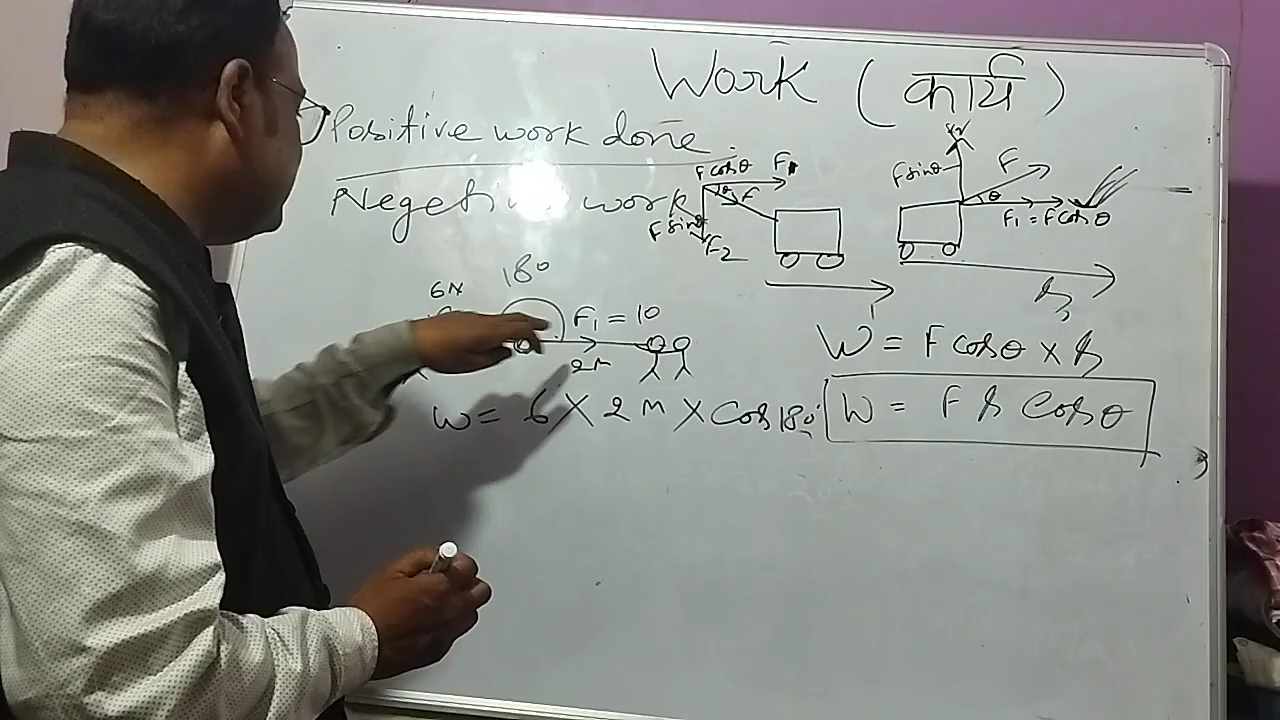 Work (कार्य)
Positive work done
Negetive work
F cosθ
F
θ
F
F sinθ
F2
F sinθ
F
θ
F1 = F cosθ
s
6N
180
F1 = 10
2m
W = F cosθ × s
W = 6 × 2 m × Cos 180°
W = F s Cosθ